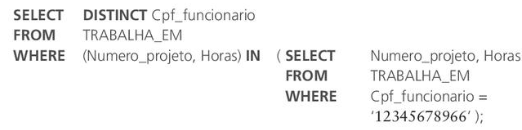 SELECT DISTINCT Cpf_funcionario
FROM TRABALHA_EM
WHERE (Numero_projeto, Horas) IN ( SELECT Numero_projeto, Horas
FROM TRABALHA_EM
WHERE Cpf_funcionario =
‘12345678966’ );